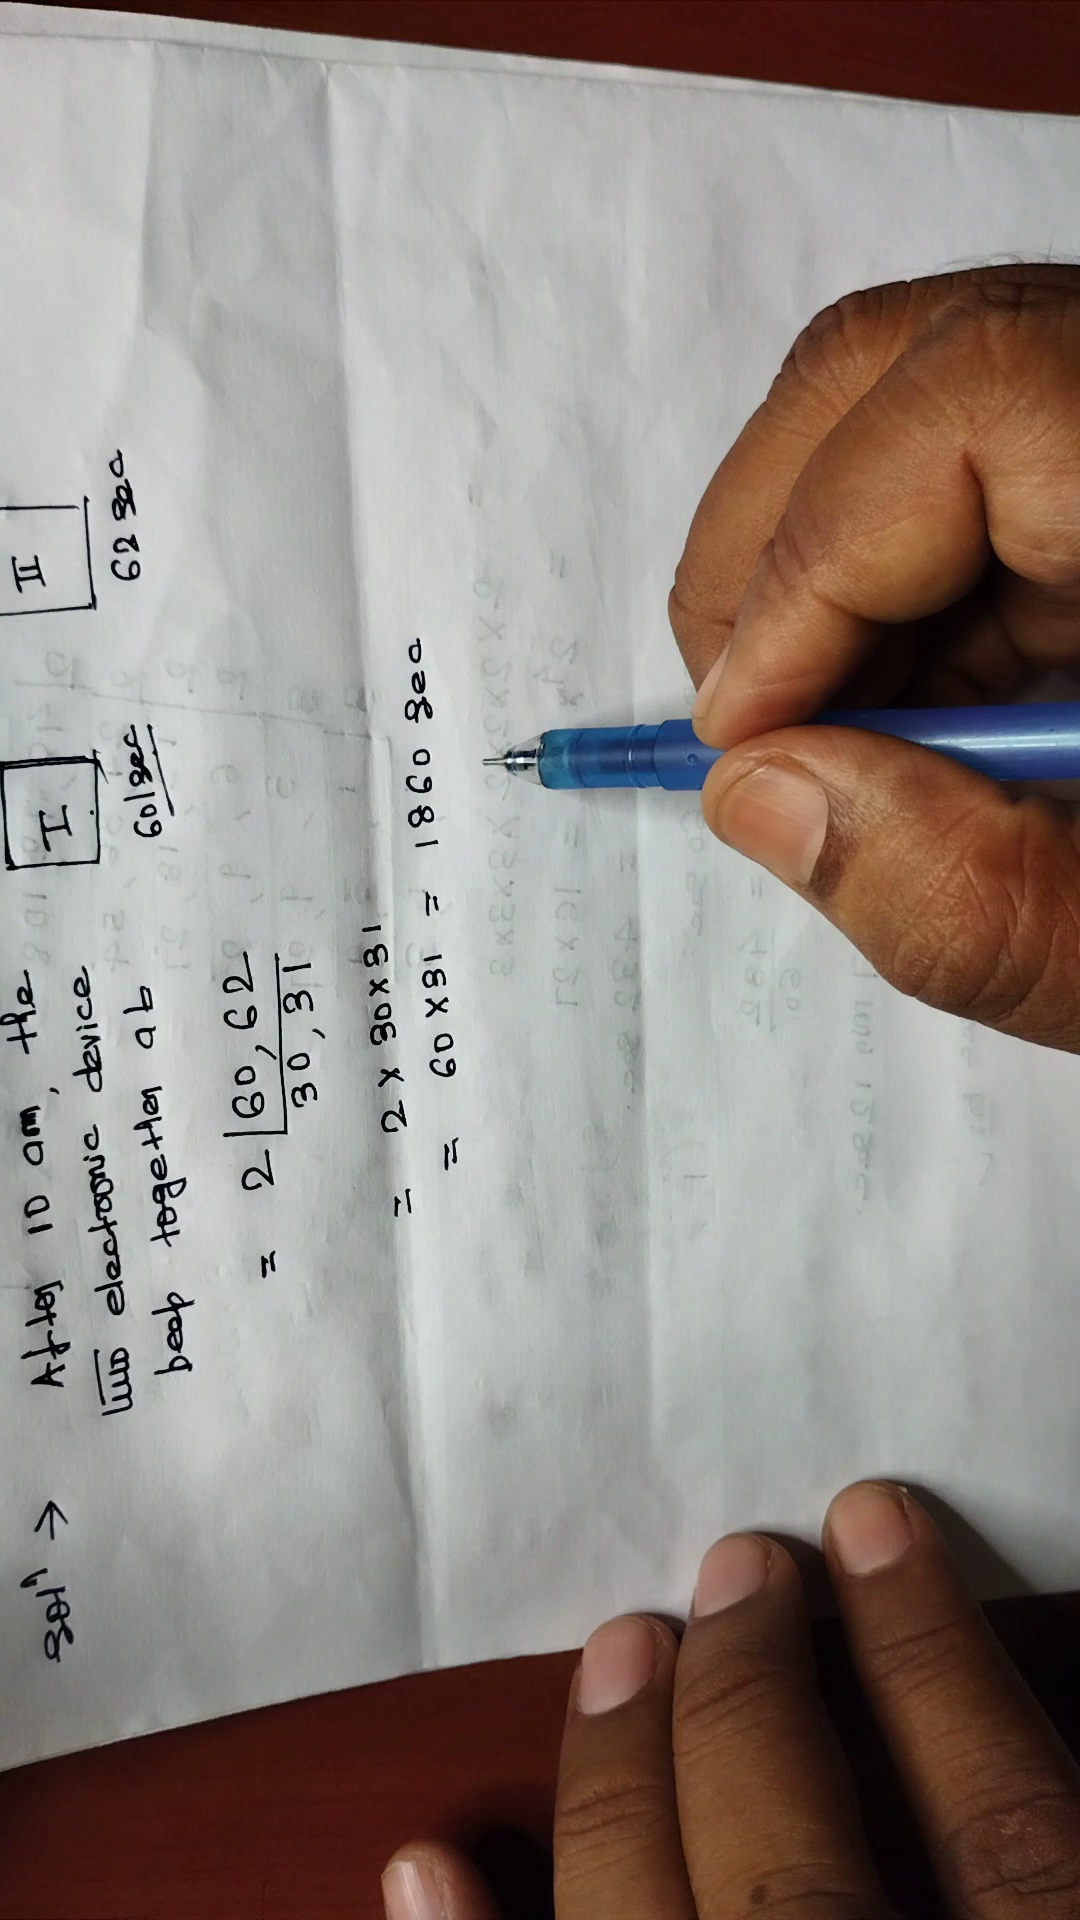 I
II
60/sec
62 sec
Solⁿ → After 10 am, the
two electronic device
beep together at
= 2 | 60, 62
30, 31
= 2 × 30 × 31
= 60 × 31 = 1860 sec